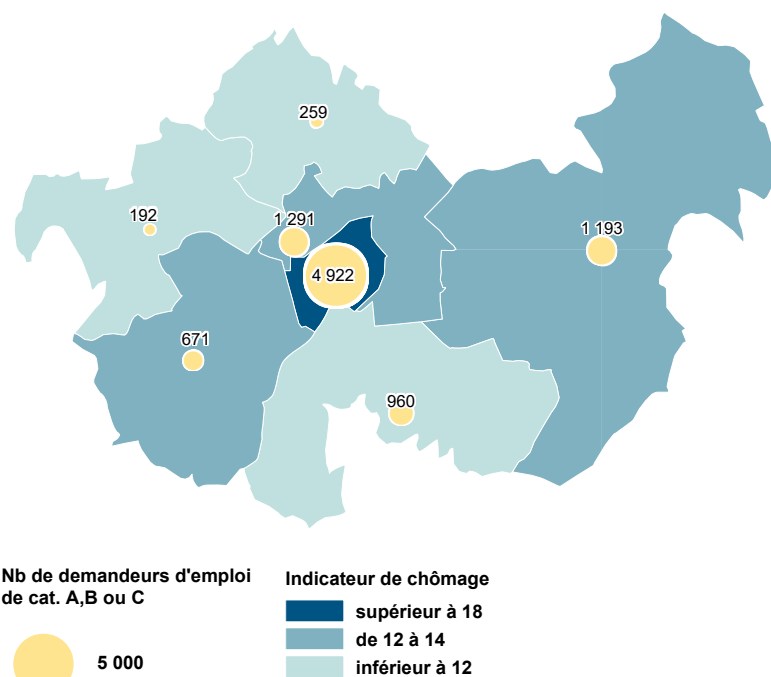 259
192
1 291
1 193
4 922
671
960
Nb de demandeurs d'emploi
de cat. A,B ou C
5 000
Indicateur de chômage
supérieur à 18
de 12 à 14
inférieur à 12